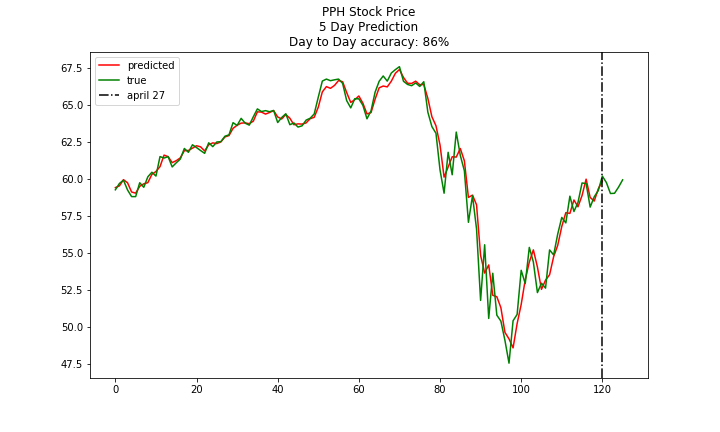 PPH Stock Price
5 Day Prediction
Day to Day accuracy: 86%
predicted
true
april 27
67.5
65.0
62.5
60.0
57.5
55.0
52.5
50.0
47.5
0 20 40 60 80 100 120